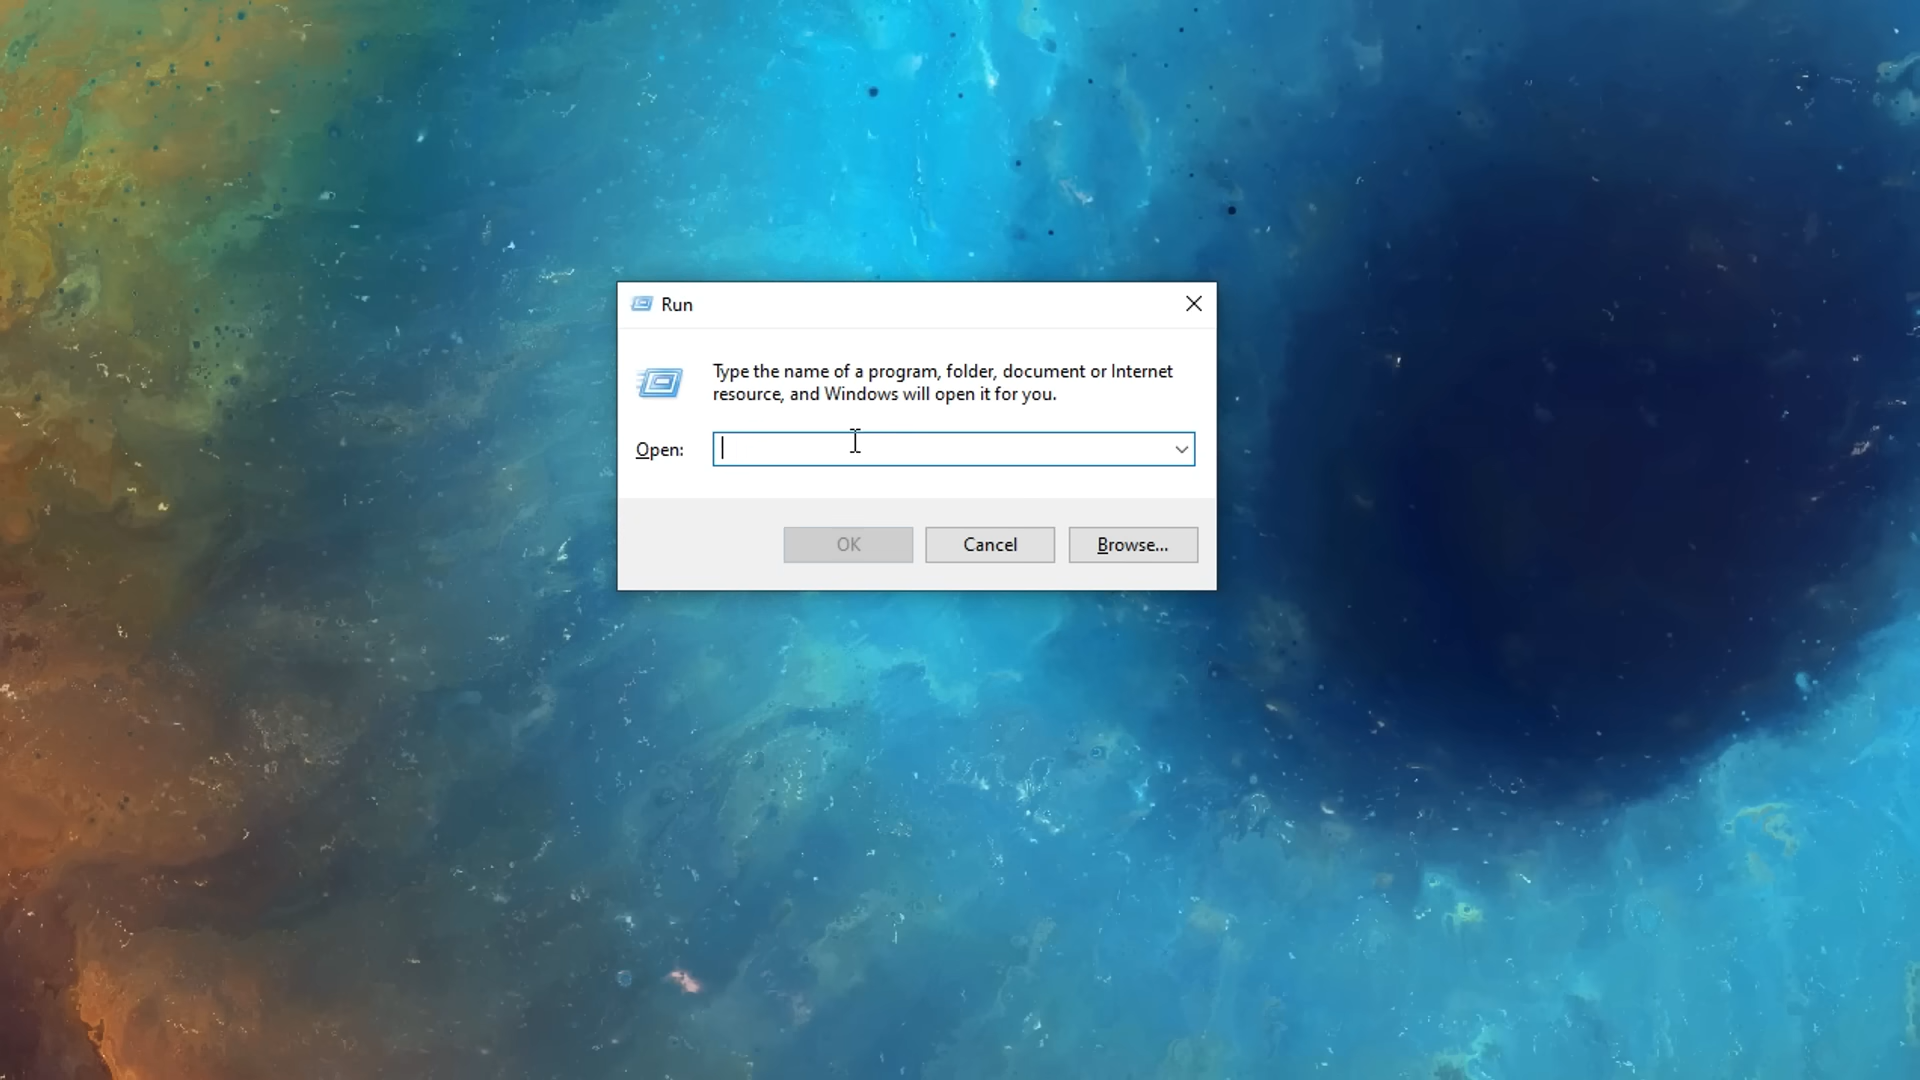 Run
Type the name of a program, folder, document or Internet
resource, and Windows will open it for you.
Open:
OK Cancel Browse...